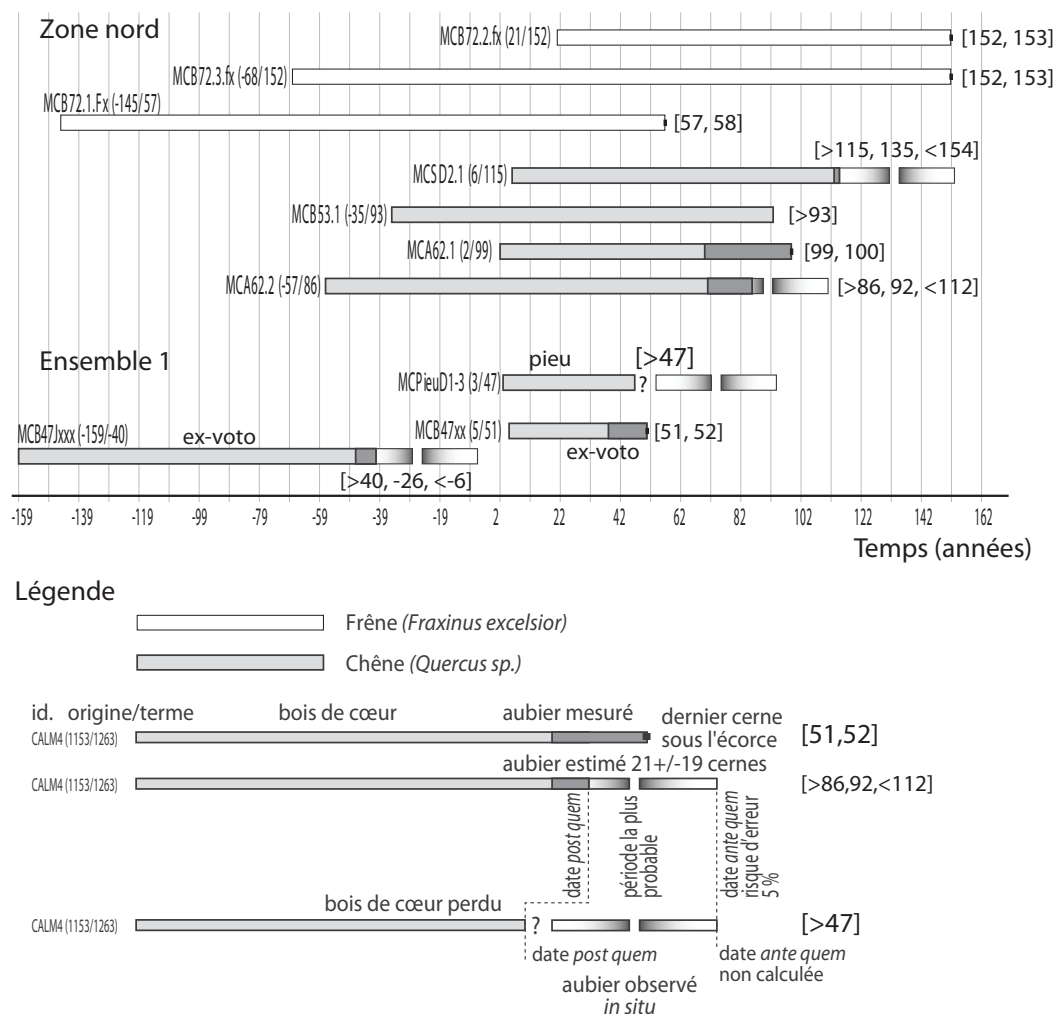 Zone nord
MCB72.2.fx (21/152)
[152, 153]
MCB72.3.fx (-68/152)
[152, 153]
MCB72.1.Fx (-145/57)
[57, 58]
[>115, 135, <154]
MCSD2.1 (6/115)
MCB53.1 (-35/93)
[>93]
MCA62.1 (2/99)
[99, 100]
MCA62.2 (-57/86)
[>86, 92, <112]
Ensemble 1
pieu
[>47]
MCPieuD1-3 (3/47)
?
MCB47Jxxx (-159/-40)
ex-voto
MCB47xx (5/51)
[51, 52]
ex-voto
[>40, -26, <-6]
-159 -139 -119 -99 -79 -59 -39 -19 2 22 42 62 82 102 122 142 162
Temps (années)
Légende
Frêne (Fraxinus excelsior)
Chêne (Quercus sp.)
id. origine/terme
bois de cœur
aubier mesuré
dernier cerne
sous l'écorce
[51,52]
CALM4 (1153/1263)
aubier estimé 21+/-19 cernes
CALM4 (1153/1263)
[>86,92,<112]
date post quem
période la plus
probable
date ante quem
risque d'erreur
5 %
bois de cœur perdu
CALM4 (1153/1263)
?
[>47]
date post quem
date ante quem
non calculée
aubier observé
in situ